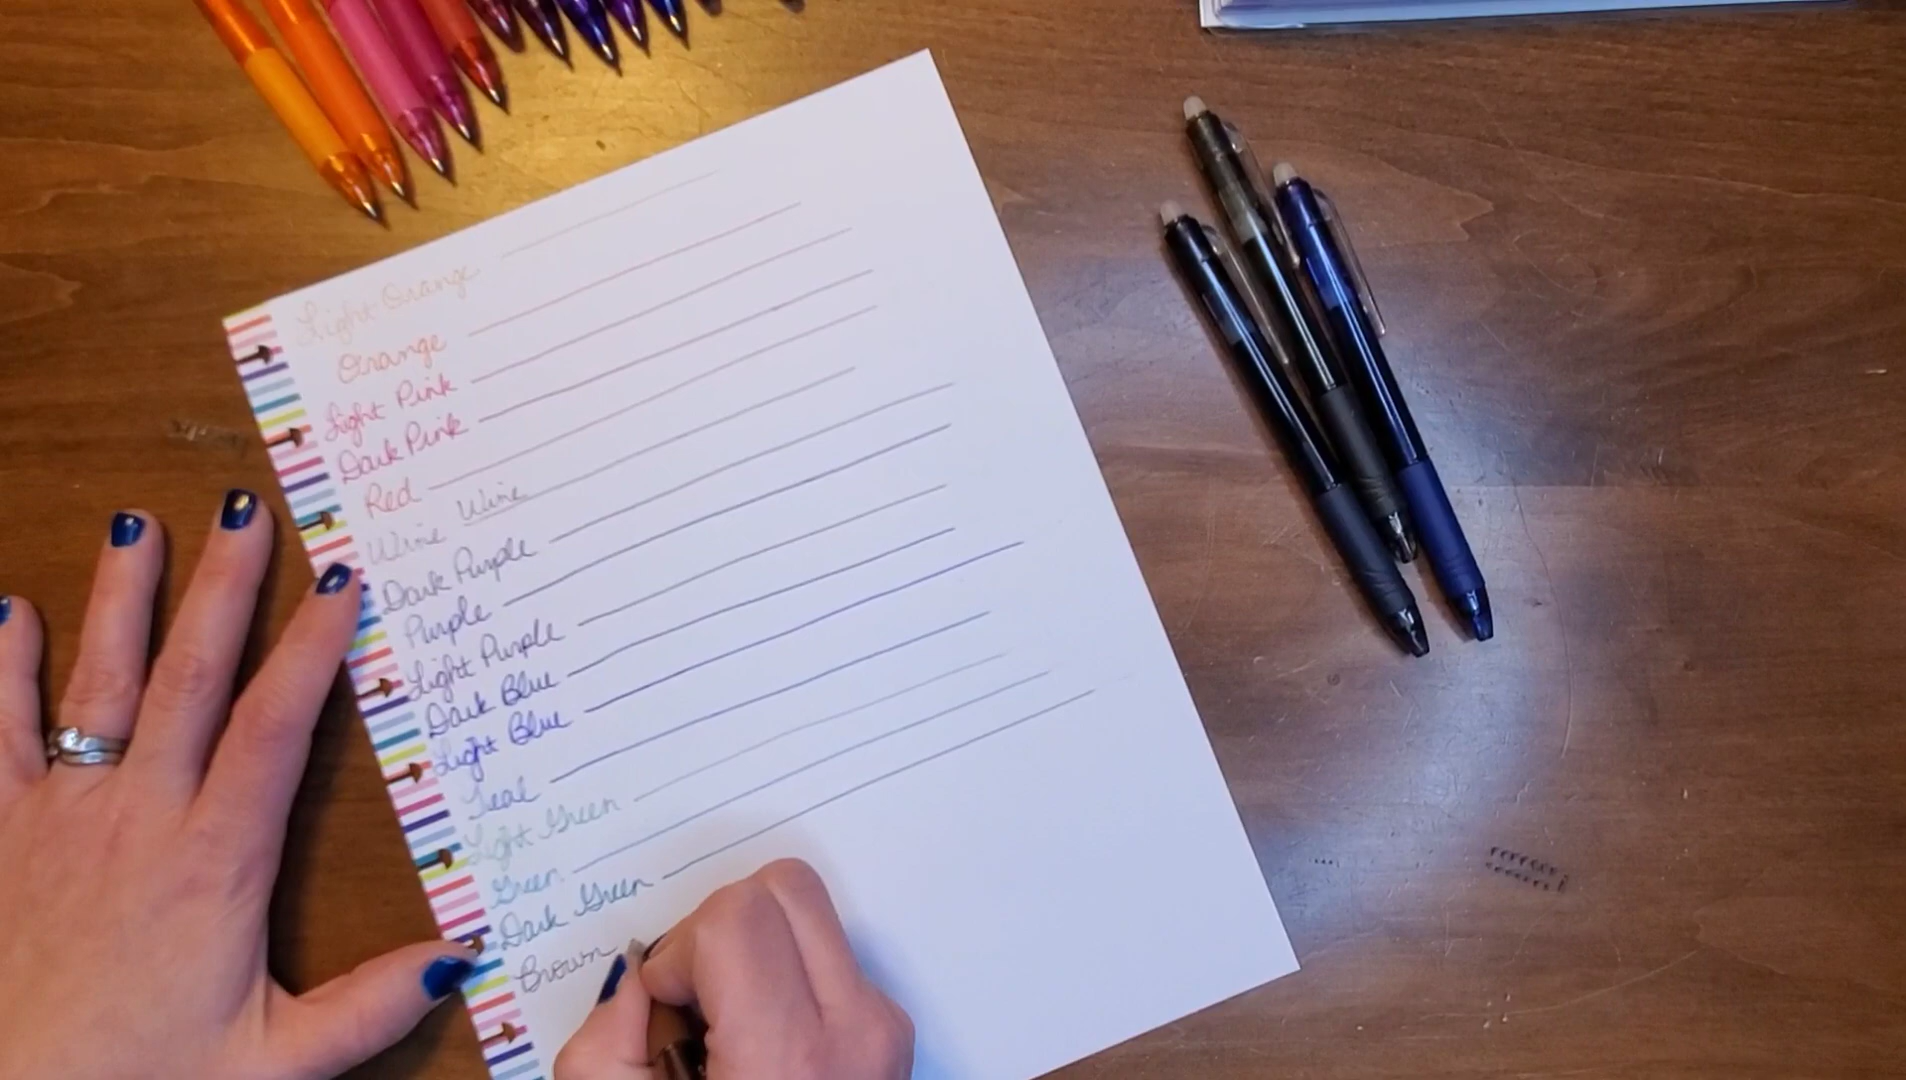 Light Orange
Orange
Light Pink
Dark Pink
Red
Wine Wine
Dark Purple
Purple
Light Purple
Dark Blue
Light Blue
Teal
Light Green
Green
Dark Green
Brown